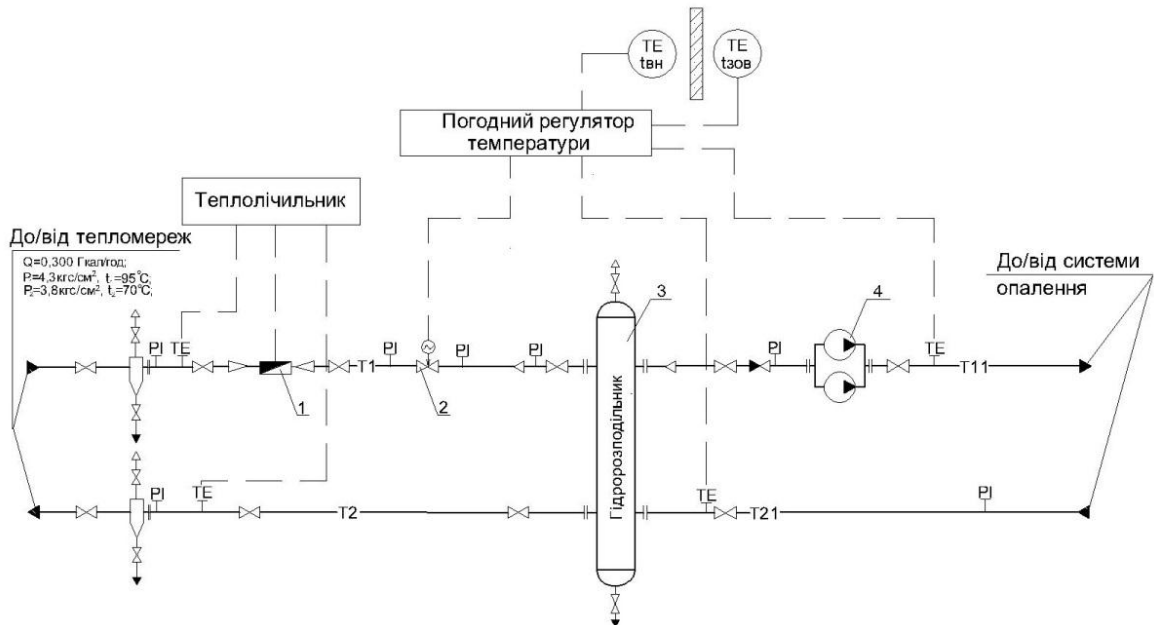 TE
tвн
TE
tзов
Погодний регулятор
температури
Теплолічильник
До/від тепломереж
Q=0,300 Гкал/год;
P₁=4,3кгс/см², t₁=95°C;
P₂=3,8кгс/см², t₂=70°C;
До/від системи
опалення
3
4
PI
TE
PI
PI
PI
PI
TE
T1
T11
1
2
Гідророзподільник
PI
TE
TE
PI
T2
T21